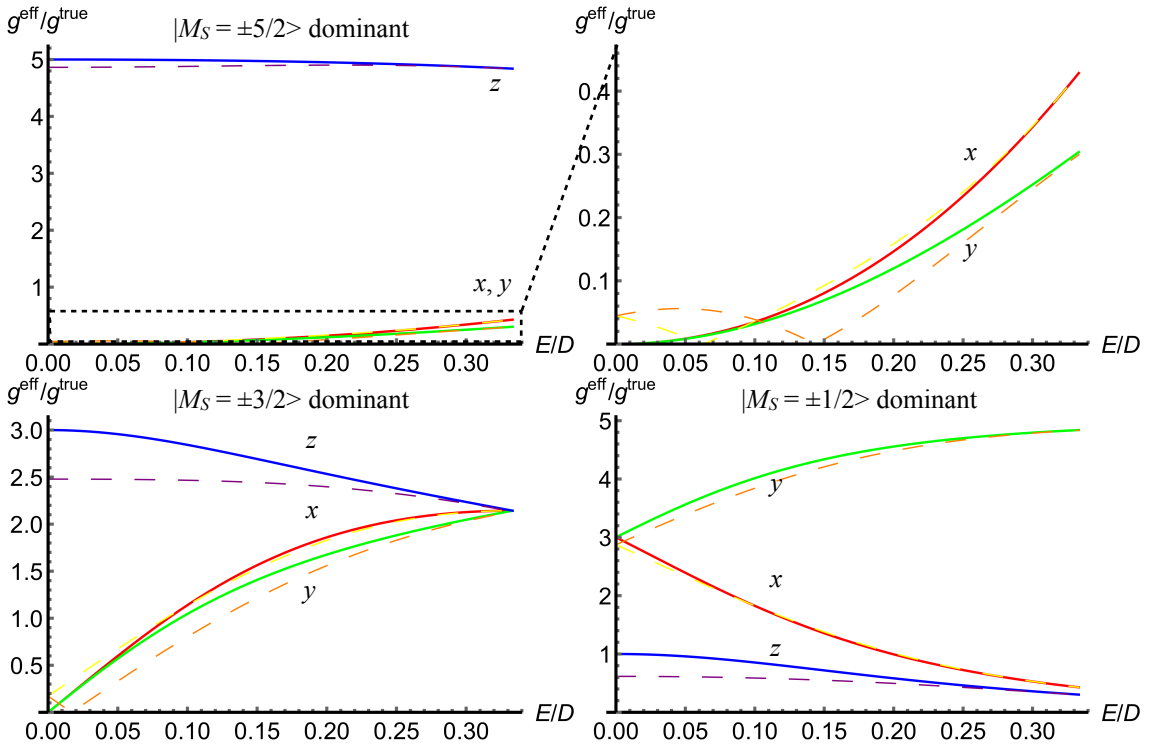 g^eff/g^true
|M_S = ±5/2> dominant
5
4
3
2
1
z
x, y
0.00 0.05 0.10 0.15 0.20 0.25 0.30
E/D
g^eff/g^true
0.4
0.3
0.2
0.1
x
y
0.00 0.05 0.10 0.15 0.20 0.25 0.30
E/D
g^eff/g^true
|M_S = ±3/2> dominant
3.0
2.5
2.0
1.5
1.0
0.5
z
x
y
0.00 0.05 0.10 0.15 0.20 0.25 0.30
E/D
g^eff/g^true
|M_S = ±1/2> dominant
5
4
3
2
1
y
x
z
0.00 0.05 0.10 0.15 0.20 0.25 0.30
E/D